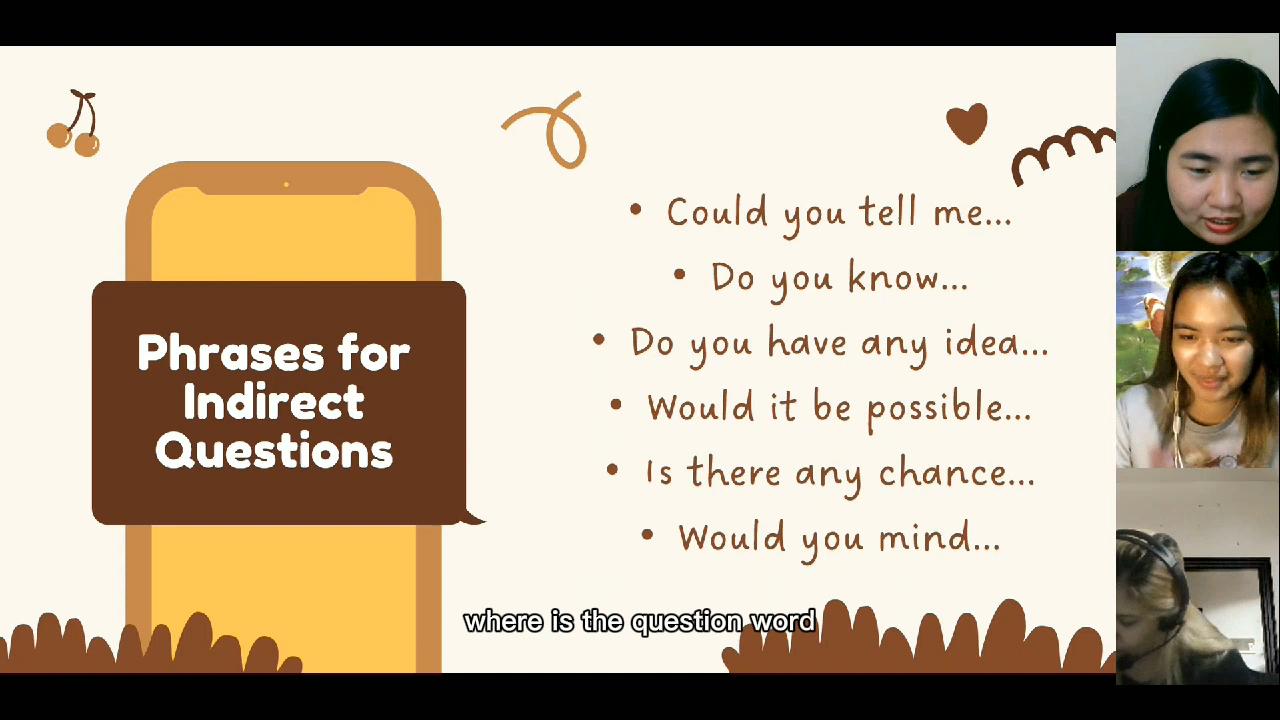 Phrases for
Indirect
Questions
• Could you tell me...
• Do you know...
• Do you have any idea...
• Would it be possible...
• Is there any chance...
• Would you mind...
where is the question word